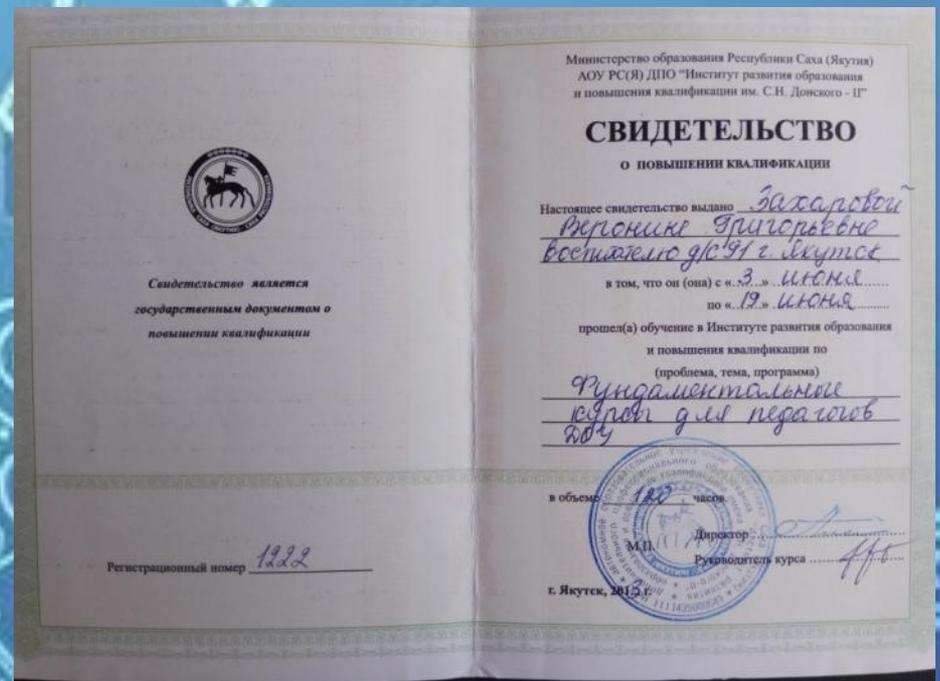 Свидетельство является
государственным документом о
повышении квалификации
Регистрационный номер 1222
Министерство образования Республики Саха (Якутия)
АОУ РС(Я) ДПО "Институт развития образования
и повышения квалификации им. С.Н. Донского - II"
СВИДЕТЕЛЬСТВО
О ПОВЫШЕНИИ КВАЛИФИКАЦИИ
Настоящее свидетельство выдано Захаровой
Веронике Григорьевне
воспитателю д/с 91 г. Якутск
в том, что он (она) с «3» июня
по «19» июня
прошел(а) обучение в Институте развития образования
и повышения квалификации по
(проблема, тема, программа)
Фундаментальные
курсы для педагогов
ДОУ
в объеме 120 часов
Директор
М.П.
Руководитель курса
г. Якутск,